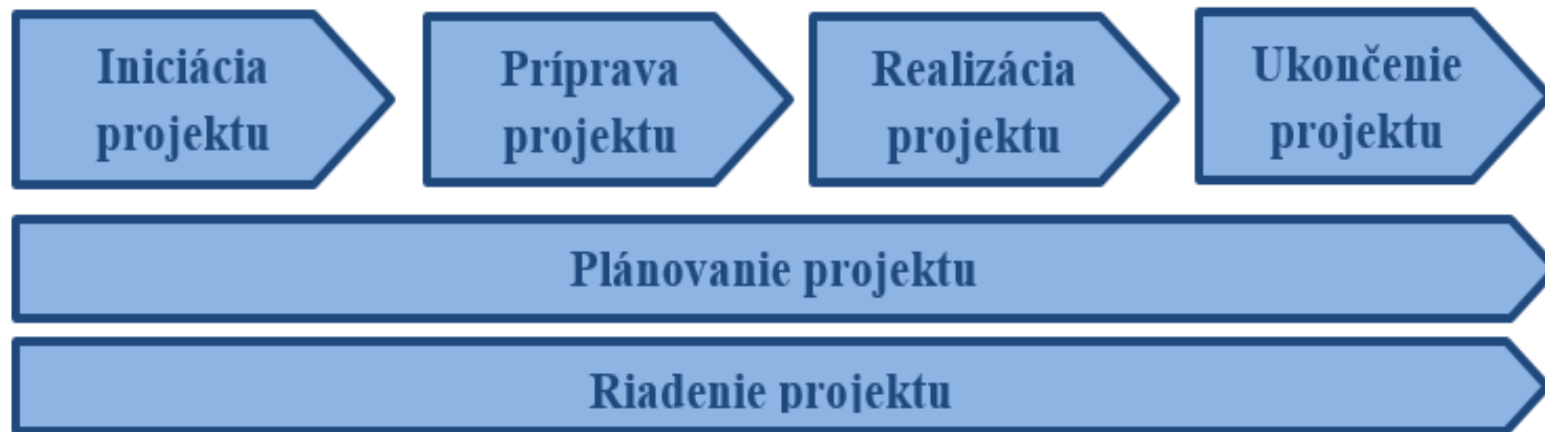 Iniciácia
projektu
Príprava
projektu
Realizácia
projektu
Ukončenie
projektu
Plánovanie projektu
Riadenie projektu